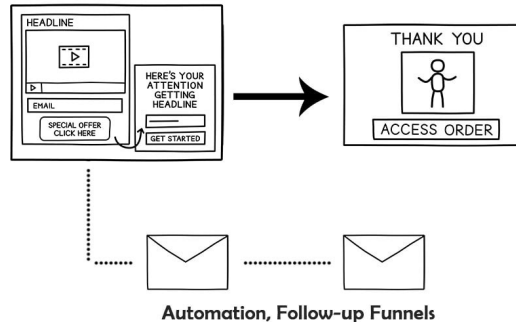 HEADLINE
EMAIL
SPECIAL OFFER
CLICK HERE
HERE'S YOUR
ATTENTION
GETTING
HEADLINE
GET STARTED
THANK YOU
ACCESS ORDER
Automation, Follow-up Funnels